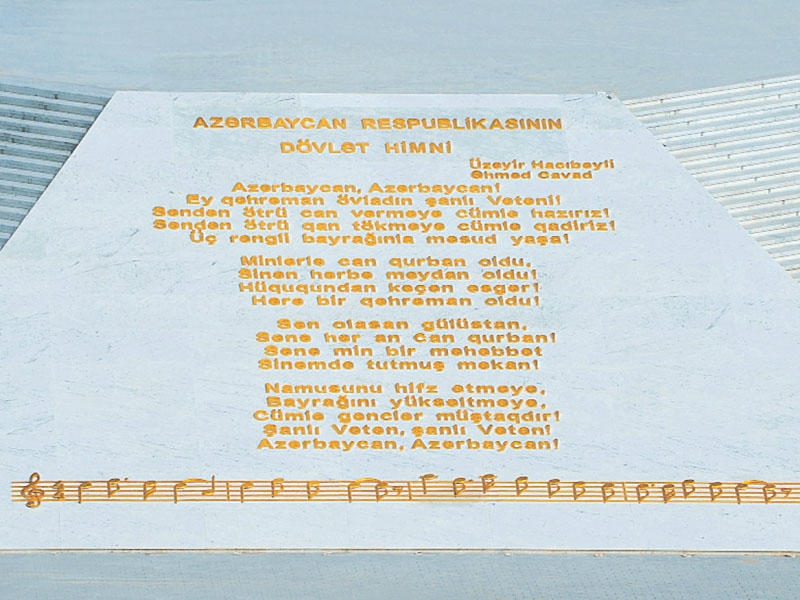 AZƏRBAYCAN RESPUBLİKASININ
DÖVLƏT HİMNİ
Üzeyir Hacıbəyli
Əhməd Cavad
Azərbaycan, Azərbaycan!
Ey qəhrəman övladın şanlı Vətəni!
Səndən ötrü can verməyə cümlə hazırız!
Səndən ötrü qan tökməyə cümlə qadiriz!
Üç rəngli bayrağınla məsud yaşa!
Minlərlə can qurban oldu,
Sinən hərbə meydan oldu!
Hüququndan keçən əsgər!
Hərə bir qəhrəman oldu!
Sən olasan gülüstan,
Sənə hər an can qurban!
Sənə min bir məhəbbət
Sinəmdə tutmuş məkan!
Namusunu hifz etməyə,
Bayrağını yüksəltməyə,
Cümlə gənclər müştaqdır!
Şanlı Vətən, şanlı Vətən!
Azərbaycan, Azərbaycan!